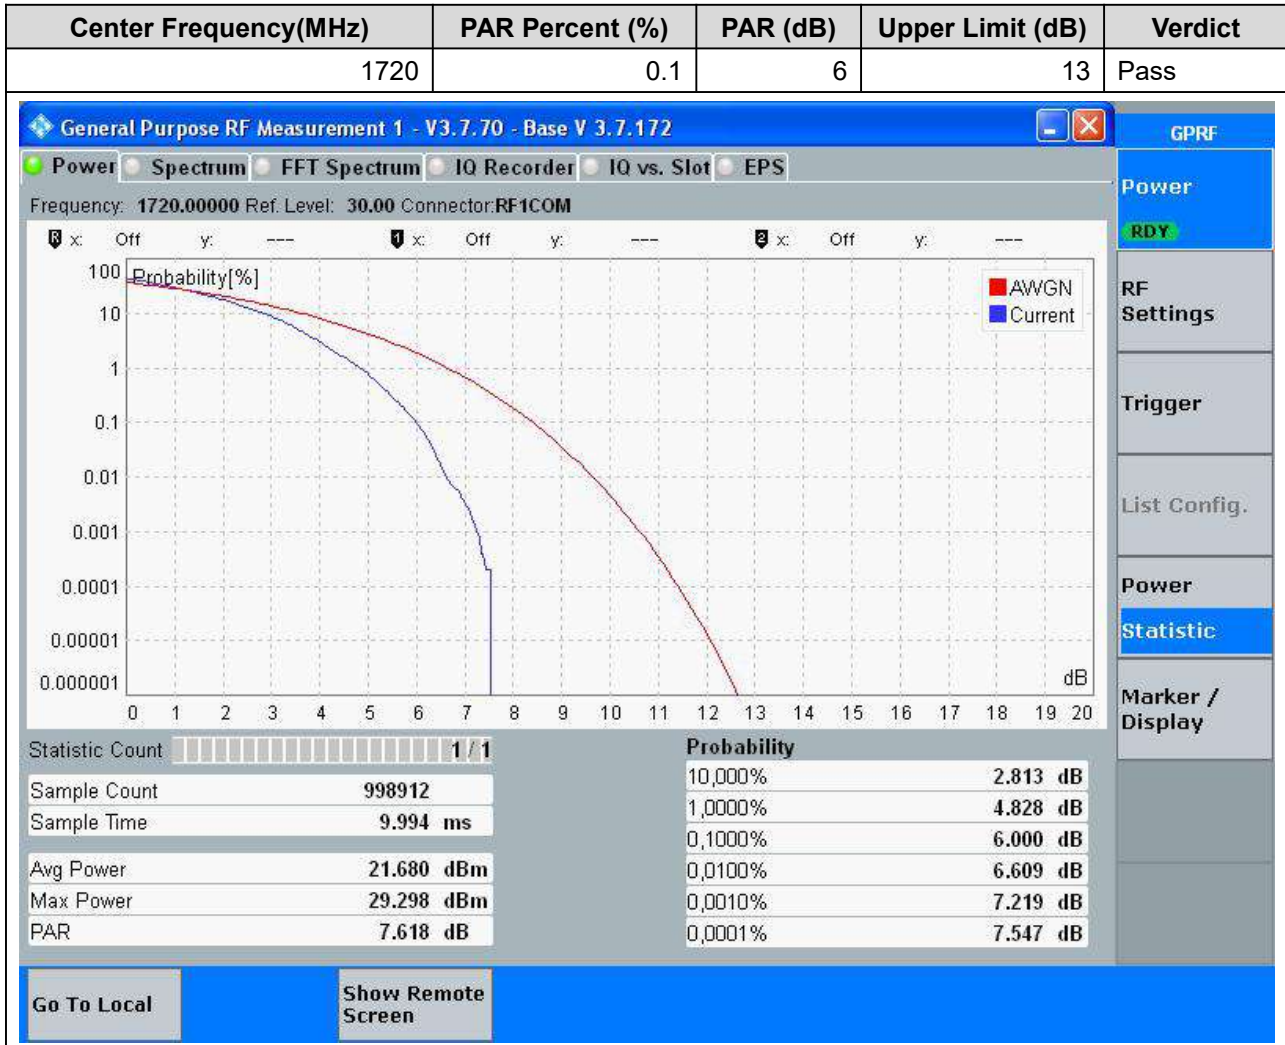 Center Frequency(MHz) PAR Percent (%) PAR (dB) Upper Limit (dB) Verdict
1720 0.1 6 13 Pass
General Purpose RF Measurement 1 - V3.7.70 - Base V 3.7.172
GPRF
Power Spectrum FFT Spectrum IQ Recorder IQ vs. Slot EPS
Power
RDY
Frequency: 1720.00000 Ref. Level: 30.00 Connector:RF1COM
R x: Off y: --- 1 x: Off y: --- 2 x: Off y: ---
RF
Settings
Trigger
List Config.
Power
Statistic
Marker /
Display
Probability[%]
AWGN
Current
100
10
1
0.1
0.01
0.001
0.0001
0.00001
0.000001
dB
0 1 2 3 4 5 6 7 8 9 10 11 12 13 14 15 16 17 18 19 20
Statistic Count 1 / 1
Sample Count 998912
Sample Time 9.994 ms
Avg Power 21.680 dBm
Max Power 29.298 dBm
PAR 7.618 dB
Probability
10,000% 2.813 dB
1,0000% 4.828 dB
0,1000% 6.000 dB
0,0100% 6.609 dB
0,0010% 7.219 dB
0,0001% 7.547 dB
Go To Local
Show Remote
Screen